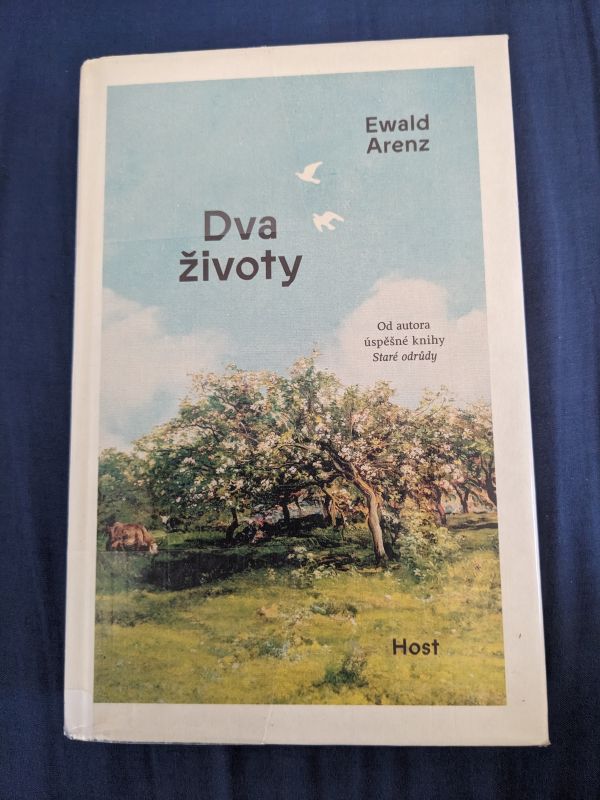 Ewald
Arenz
Dva
životy
Od autora
úspěšné knihy
Staré odrůdy
Host